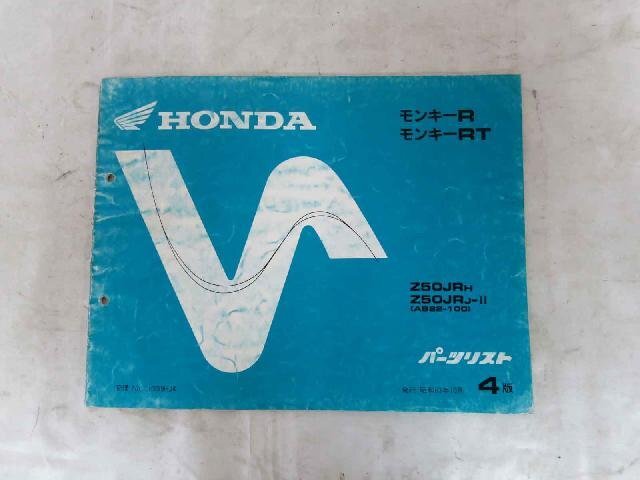 HONDA
モンキーR
モンキーRT
Z50JRH
Z50JRJ-II
(AB22-100)
パーツリスト
4版